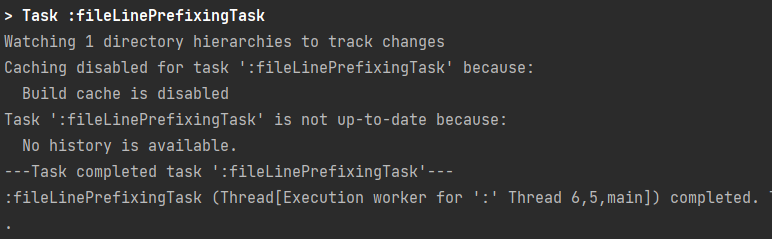 > Task :fileLinePrefixingTask
Watching 1 directory hierarchies to track changes
Caching disabled for task ':fileLinePrefixingTask' because:
  Build cache is disabled
Task ':fileLinePrefixingTask' is not up-to-date because:
  No history is available.
---Task completed task ':fileLinePrefixingTask'---
:fileLinePrefixingTask (Thread[Execution worker for ':' Thread 6,5,main]) completed.
.